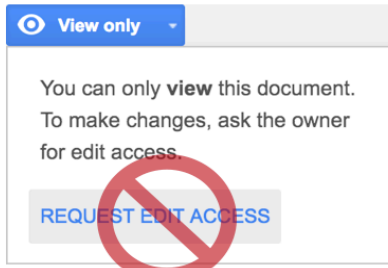 View only
You can only view this document.
To make changes, ask the owner
for edit access.
REQUEST EDIT ACCESS